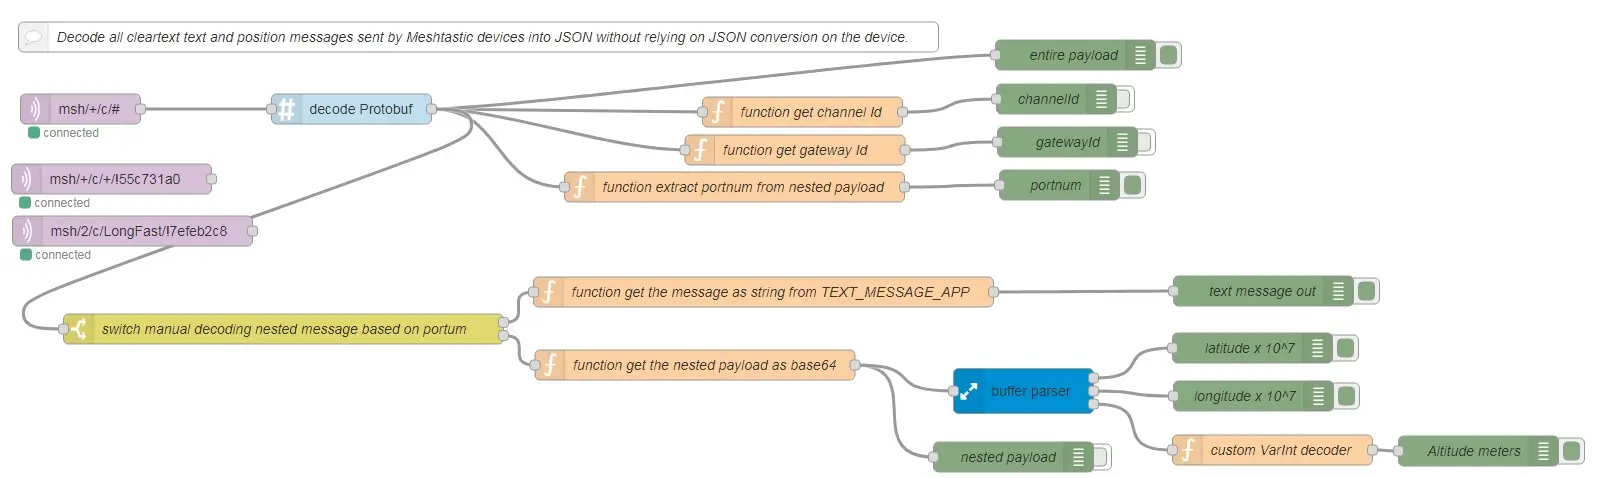 Decode all cleartext text and position messages sent by Meshtastic devices into JSON without relying on JSON conversion on the device.
entire payload
msh/+/c/#
connected
decode Protobuf
function get channel Id
channelId
function get gateway Id
gatewayId
msh/+/c/+/!55c731a0
connected
function extract portnum from nested payload
portnum
msh/2/c/LongFast/!7efeb2c8
connected
function get the message as string from TEXT_MESSAGE_APP
text message out
switch manual decoding nested message based on portum
function get the nested payload as base64
latitude x 10^7
buffer parser
longitude x 10^7
nested payload
custom VarInt decoder
Altitude meters